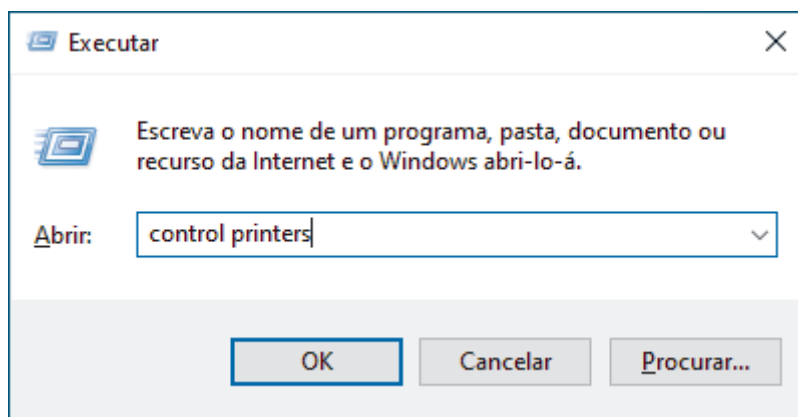 Executar
Escreva o nome de um programa, pasta, documento ou
recurso da Internet e o Windows abri-lo-á.
Abrir: control printers
OK Cancelar Procurar...